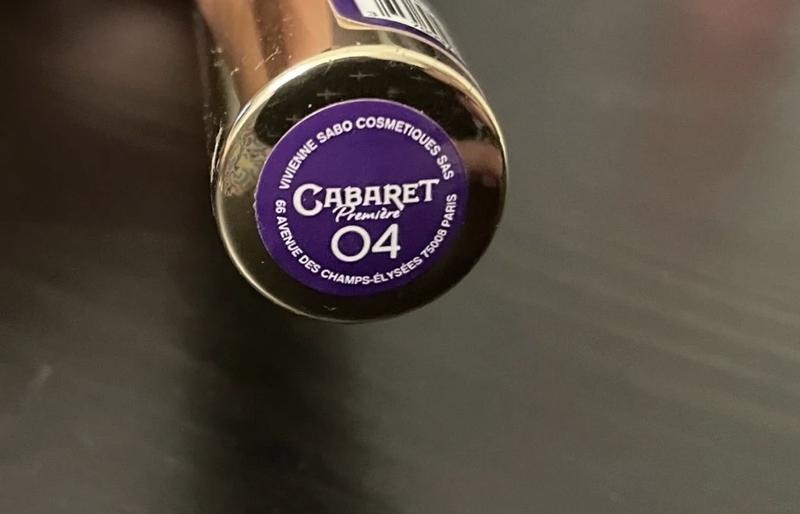 VIVIENNE SABO COSMETIQUES SAS
CABARET
Première
04
66 AVENUE DES CHAMPS-ÉLYSÉES 75008 PARIS